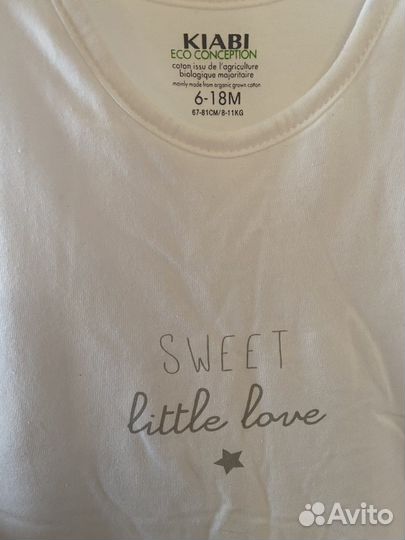 KIABI
ECO CONCEPTION
coton issu de l'agriculture
biologique majoritaire
mainly made from organic grown cotton
6-18M
67-81CM/8-11KG
SWEET
little love
Avito